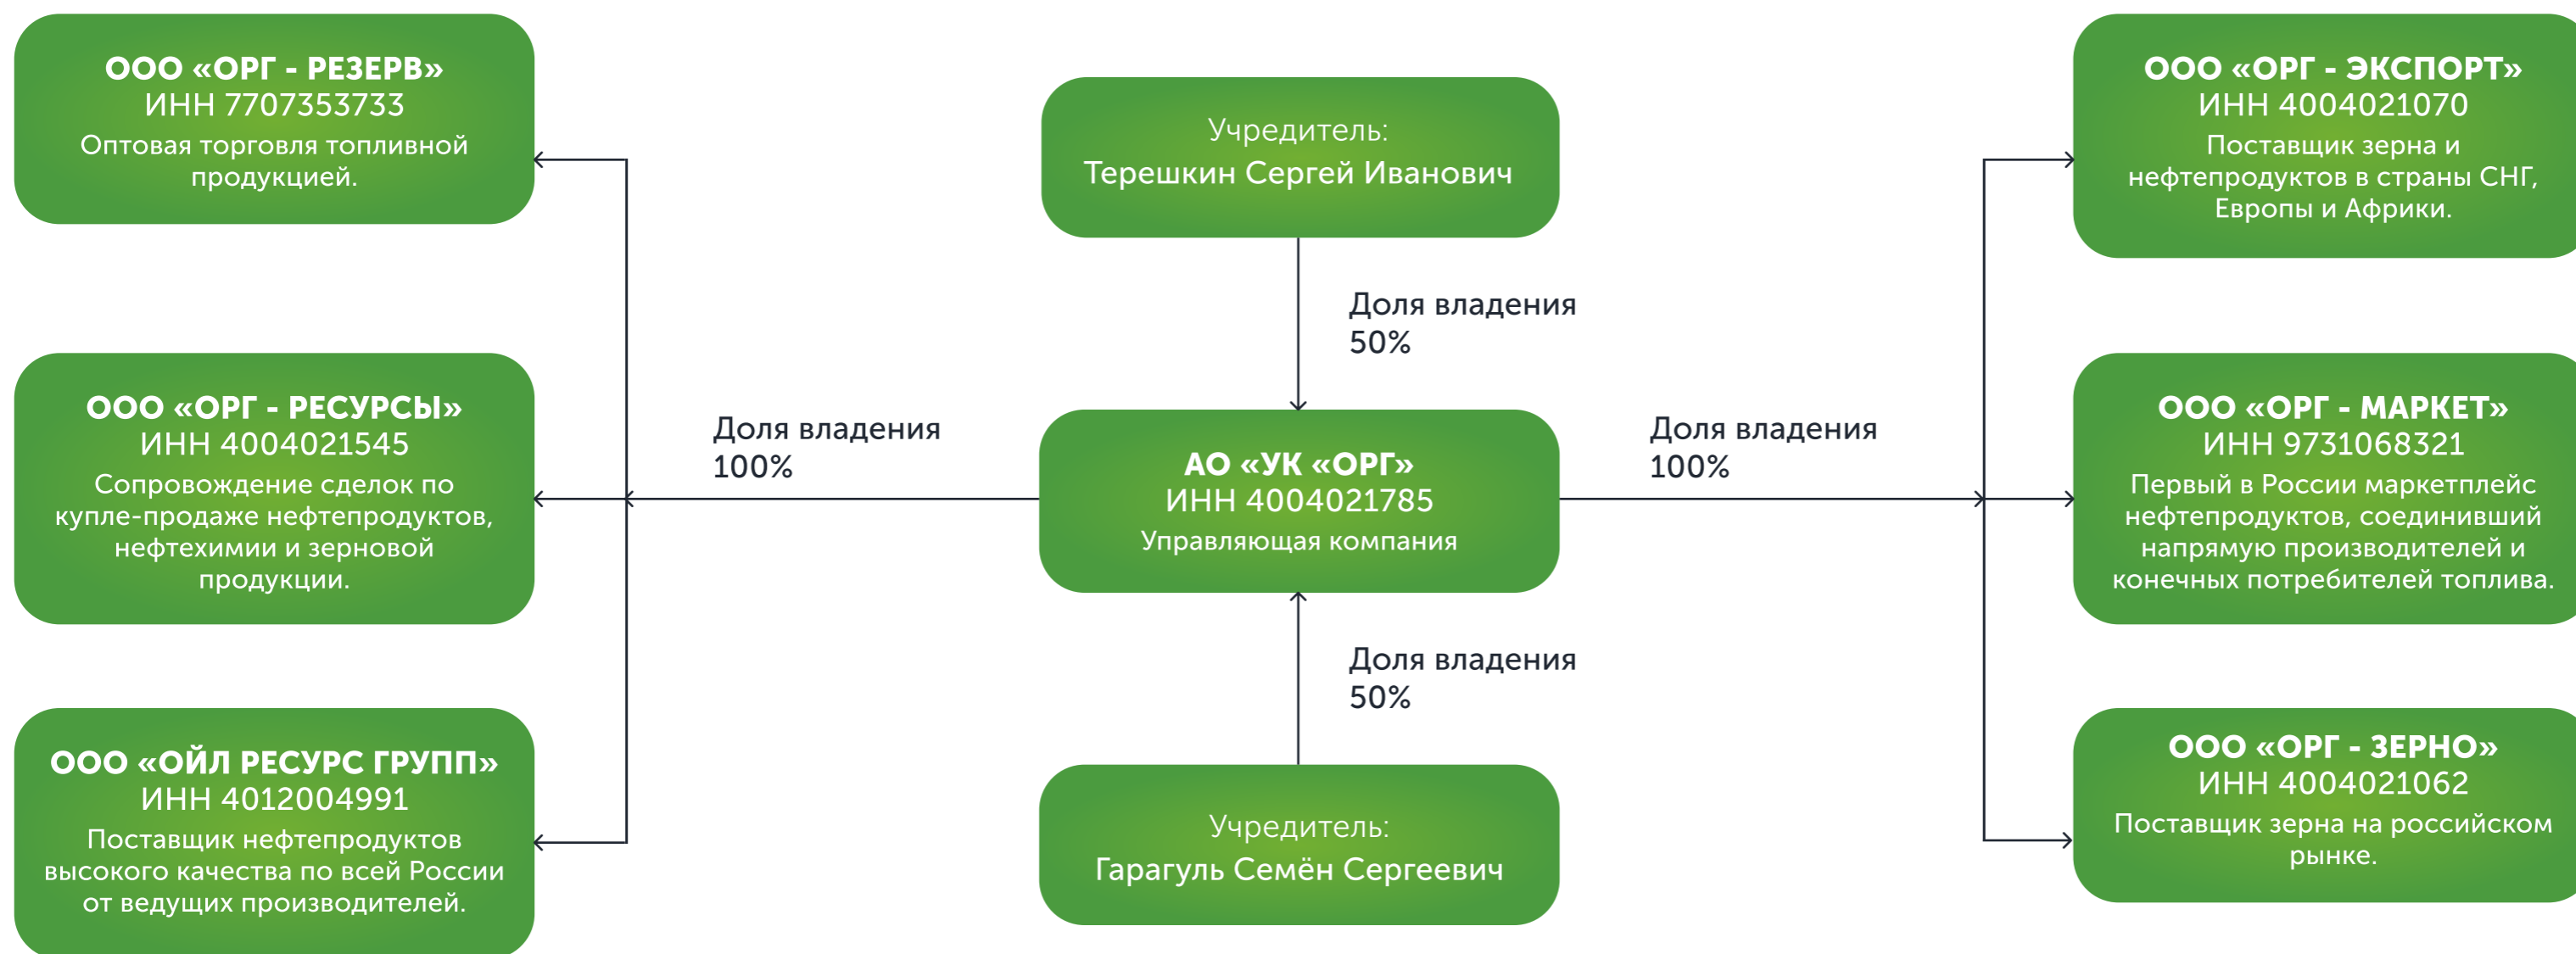 ООО «ОРГ - РЕЗЕРВ»
ИНН 7707353733
Оптовая торговля топливной
продукцией.
ООО «ОРГ - РЕСУРСЫ»
ИНН 4004021545
Сопровождение сделок по
купле-продаже нефтепродуктов,
нефтехимии и зерновой
продукции.
ООО «ОЙЛ РЕСУРС ГРУПП»
ИНН 4012004991
Поставщик нефтепродуктов
высокого качества по всей России
от ведущих производителей.
Доля владения
100%
Учредитель:
Терешкин Сергей Иванович
Доля владения
50%
АО «УК «ОРГ»
ИНН 4004021785
Управляющая компания
Доля владения
50%
Учредитель:
Гарагуль Семён Сергеевич
Доля владения
100%
ООО «ОРГ - ЭКСПОРТ»
ИНН 4004021070
Поставщик зерна и
нефтепродуктов в страны СНГ,
Европы и Африки.
ООО «ОРГ - МАРКЕТ»
ИНН 9731068321
Первый в России маркетплейс
нефтепродуктов, соединивший
напрямую производителей и
конечных потребителей топлива.
ООО «ОРГ - ЗЕРНО»
ИНН 4004021062
Поставщик зерна на российском
рынке.